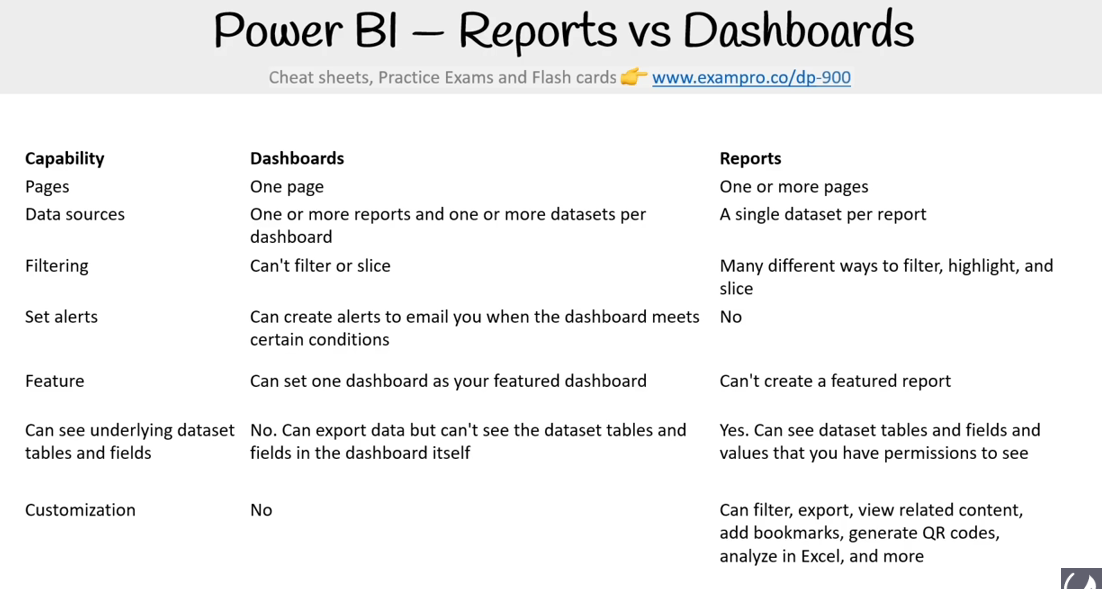 Power BI – Reports vs Dashboards
Cheat sheets, Practice Exams and Flash cards 👉 www.exampro.co/dp-900
Capability Dashboards Reports
Pages One page One or more pages
Data sources One or more reports and one or more datasets per A single dataset per report
dashboard
Filtering Can't filter or slice Many different ways to filter, highlight, and
slice
Set alerts Can create alerts to email you when the dashboard meets No
certain conditions
Feature Can set one dashboard as your featured dashboard Can't create a featured report
Can see underlying dataset No. Can export data but can't see the dataset tables and Yes. Can see dataset tables and fields and
tables and fields fields in the dashboard itself values that you have permissions to see
Customization No Can filter, export, view related content,
add bookmarks, generate QR codes,
analyze in Excel, and more